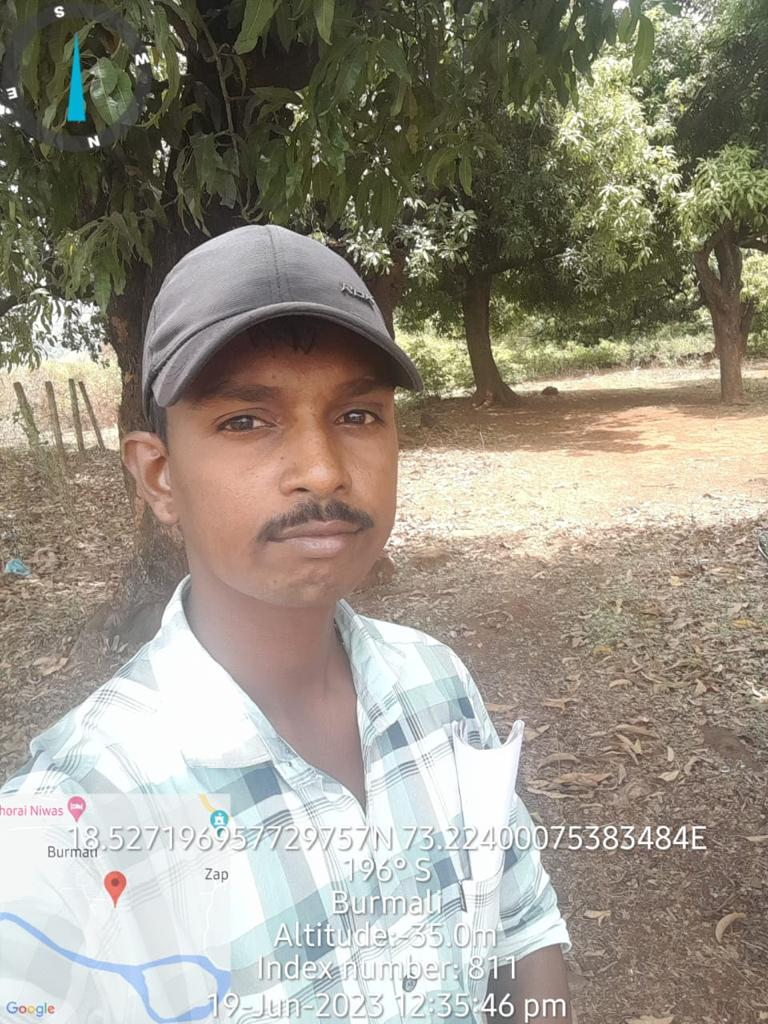 S
W
E
N
horai Niwas
Burmali
Zap
Google
18.527196957729757N 73.22400075383484E
196° S
Burmali
Altitude:-35.0m
Index number: 811
19-Jun-2023 12:35:46 pm